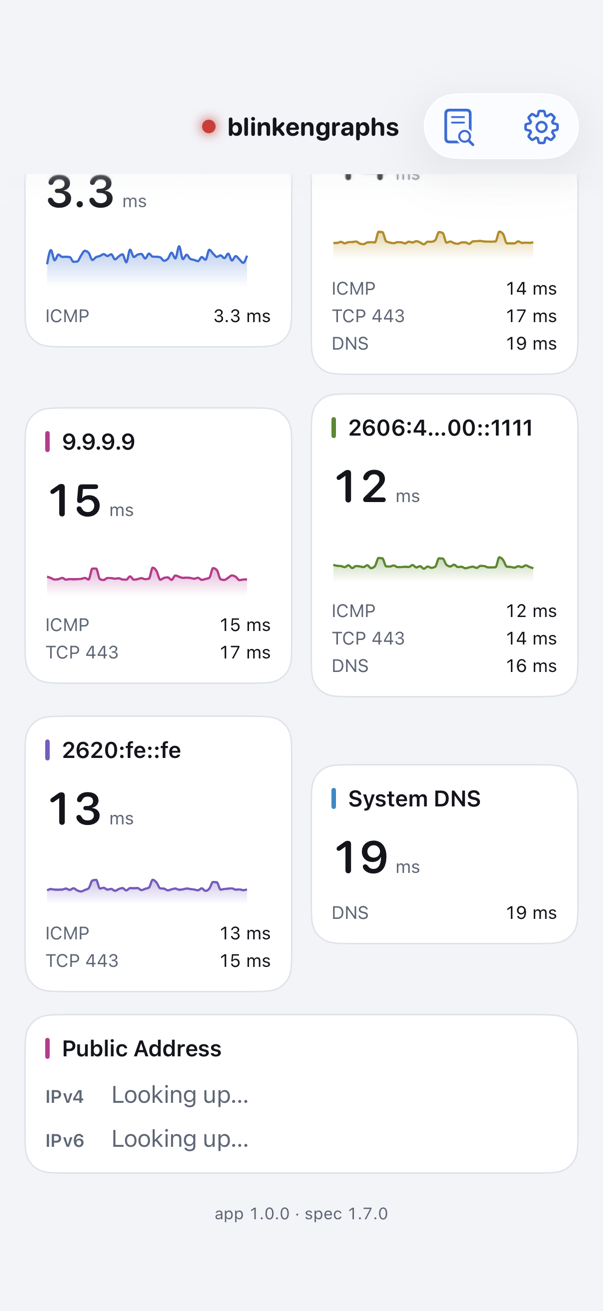 blinkengraphs
3.3 ms
ICMP 3.3 ms
ms
ICMP 14 ms
TCP 443 17 ms
DNS 19 ms
9.9.9.9
15 ms
ICMP 15 ms
TCP 443 17 ms
2606:4...00::1111
12 ms
ICMP 12 ms
TCP 443 14 ms
DNS 16 ms
2620:fe::fe
13 ms
ICMP 13 ms
TCP 443 15 ms
System DNS
19 ms
DNS 19 ms
Public Address
IPv4 Looking up...
IPv6 Looking up...
app 1.0.0 · spec 1.7.0